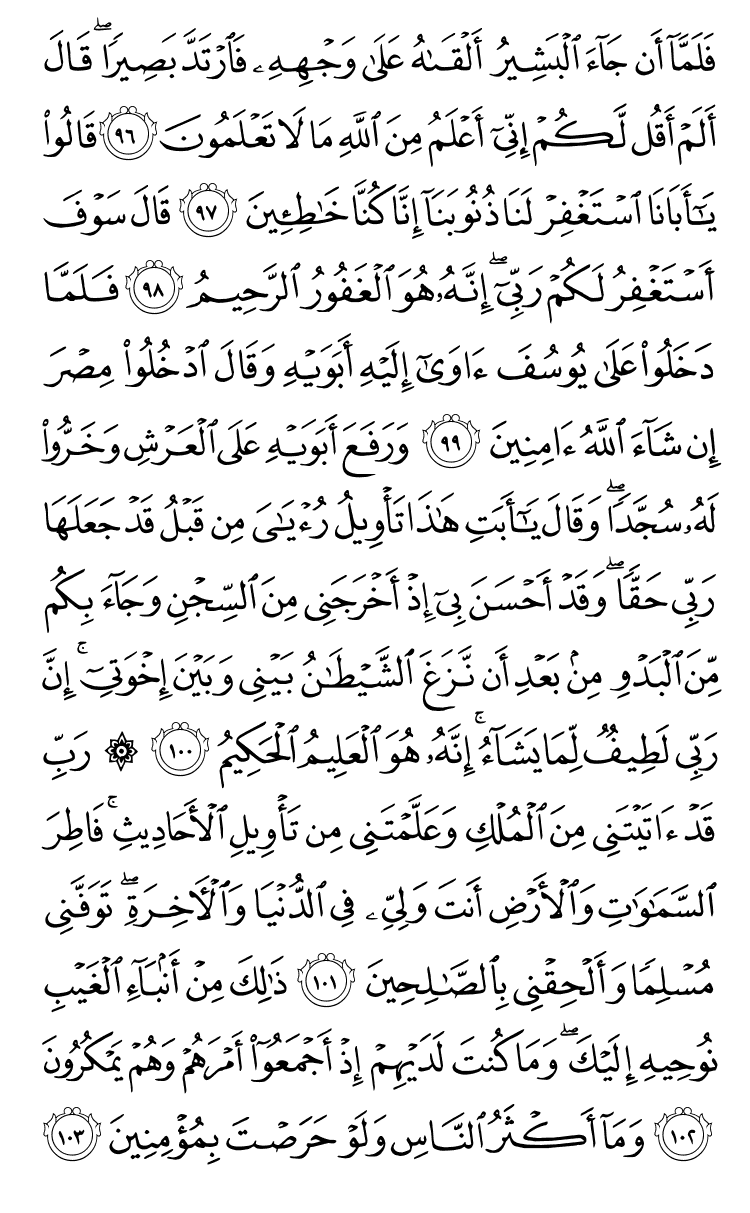 فَلَمَّآ أَن جَآءَ ٱلۡبَشِيرُ أَلۡقَىٰهُ عَلَىٰ وَجۡهِهِۦ فَٱرۡتَدَّ بَصِيرٗاۖ قَالَ
أَلَمۡ أَقُل لَّكُمۡ إِنِّيٓ أَعۡلَمُ مِنَ ٱللَّهِ مَا لَا تَعۡلَمُونَ ٩٦ قَالُواْ
يَٰٓأَبَانَا ٱسۡتَغۡفِرۡ لَنَا ذُنُوبَنَآ إِنَّا كُنَّا خَٰطِـِٔينَ ٩٧ قَالَ سَوۡفَ
أَسۡتَغۡفِرُ لَكُمۡ رَبِّيٓۖ إِنَّهُۥ هُوَ ٱلۡغَفُورُ ٱلرَّحِيمُ ٩٨ فَلَمَّا
دَخَلُواْ عَلَىٰ يُوسُفَ ءَاوَىٰٓ إِلَيۡهِ أَبَوَيۡهِ وَقَالَ ٱدۡخُلُواْ مِصۡرَ
إِن شَآءَ ٱللَّهُ ءَامِنِينَ ٩٩ وَرَفَعَ أَبَوَيۡهِ عَلَى ٱلۡعَرۡشِ وَخَرُّواْ
لَهُۥ سُجَّدٗاۖ وَقَالَ يَٰٓأَبَتِ هَٰذَا تَأۡوِيلُ رُءۡيَٰيَ مِن قَبۡلُ قَدۡ جَعَلَهَا
رَبِّي حَقّٗاۖ وَقَدۡ أَحۡسَنَ بِيٓ إِذۡ أَخۡرَجَنِي مِنَ ٱلسِّجۡنِ وَجَآءَ بِكُم
مِّنَ ٱلۡبَدۡوِ مِنۢ بَعۡدِ أَن نَّزَغَ ٱلشَّيۡطَٰنُ بَيۡنِي وَبَيۡنَ إِخۡوَتِيٓۚ إِنَّ
رَبِّي لَطِيفٞ لِّمَا يَشَآءُۚ إِنَّهُۥ هُوَ ٱلۡعَلِيمُ ٱلۡحَكِيمُ ١٠٠ ۞ رَبِّ
قَدۡ ءَاتَيۡتَنِي مِنَ ٱلۡمُلۡكِ وَعَلَّمۡتَنِي مِن تَأۡوِيلِ ٱلۡأَحَادِيثِۚ فَاطِرَ
ٱلسَّمَٰوَٰتِ وَٱلۡأَرۡضِ أَنتَ وَلِيِّۦ فِي ٱلدُّنۡيَا وَٱلۡأٓخِرَةِۖ تَوَفَّنِي
مُسۡلِمٗا وَأَلۡحِقۡنِي بِٱلصَّٰلِحِينَ ١٠١ ذَٰلِكَ مِنۡ أَنۢبَآءِ ٱلۡغَيۡبِ
نُوحِيهِ إِلَيۡكَۖ وَمَا كُنتَ لَدَيۡهِمۡ إِذۡ أَجۡمَعُوٓاْ أَمۡرَهُمۡ وَهُمۡ يَمۡكُرُونَ
١٠٢ وَمَآ أَكۡثَرُ ٱلنَّاسِ وَلَوۡ حَرَصۡتَ بِمُؤۡمِنِينَ ١٠٣